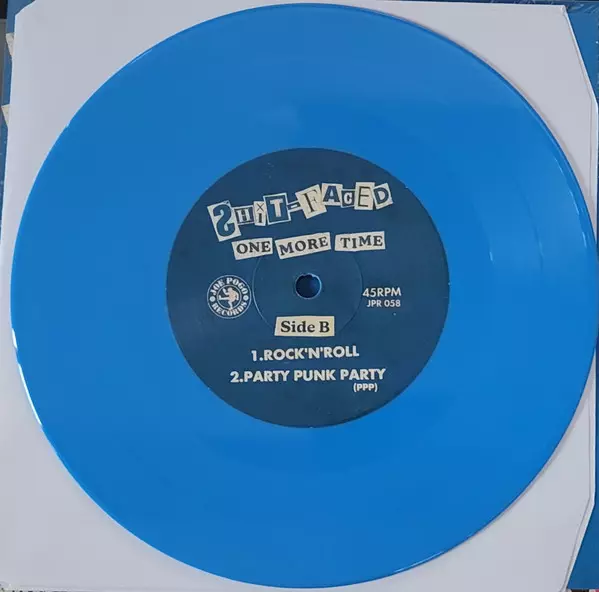 SHiT-FACED
ONE MORE TIME
JOE POGO
RECORDS
45RPM
JPR 058
Side B
1.ROCK'N'ROLL
2.PARTY PUNK PARTY
(PPP)